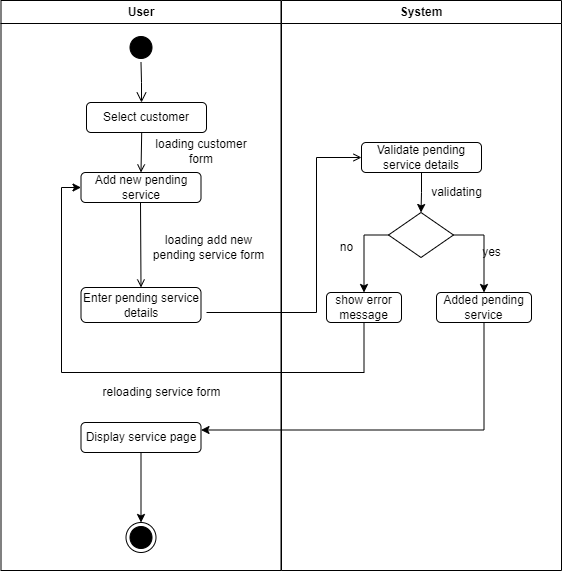 User
System
Select customer
loading customer
form
Add new pending
service
Validate pending
service details
validating
loading add new
pending service form
no
yes
Enter pending service
details
show error
message
Added pending
service
reloading service form
Display service page